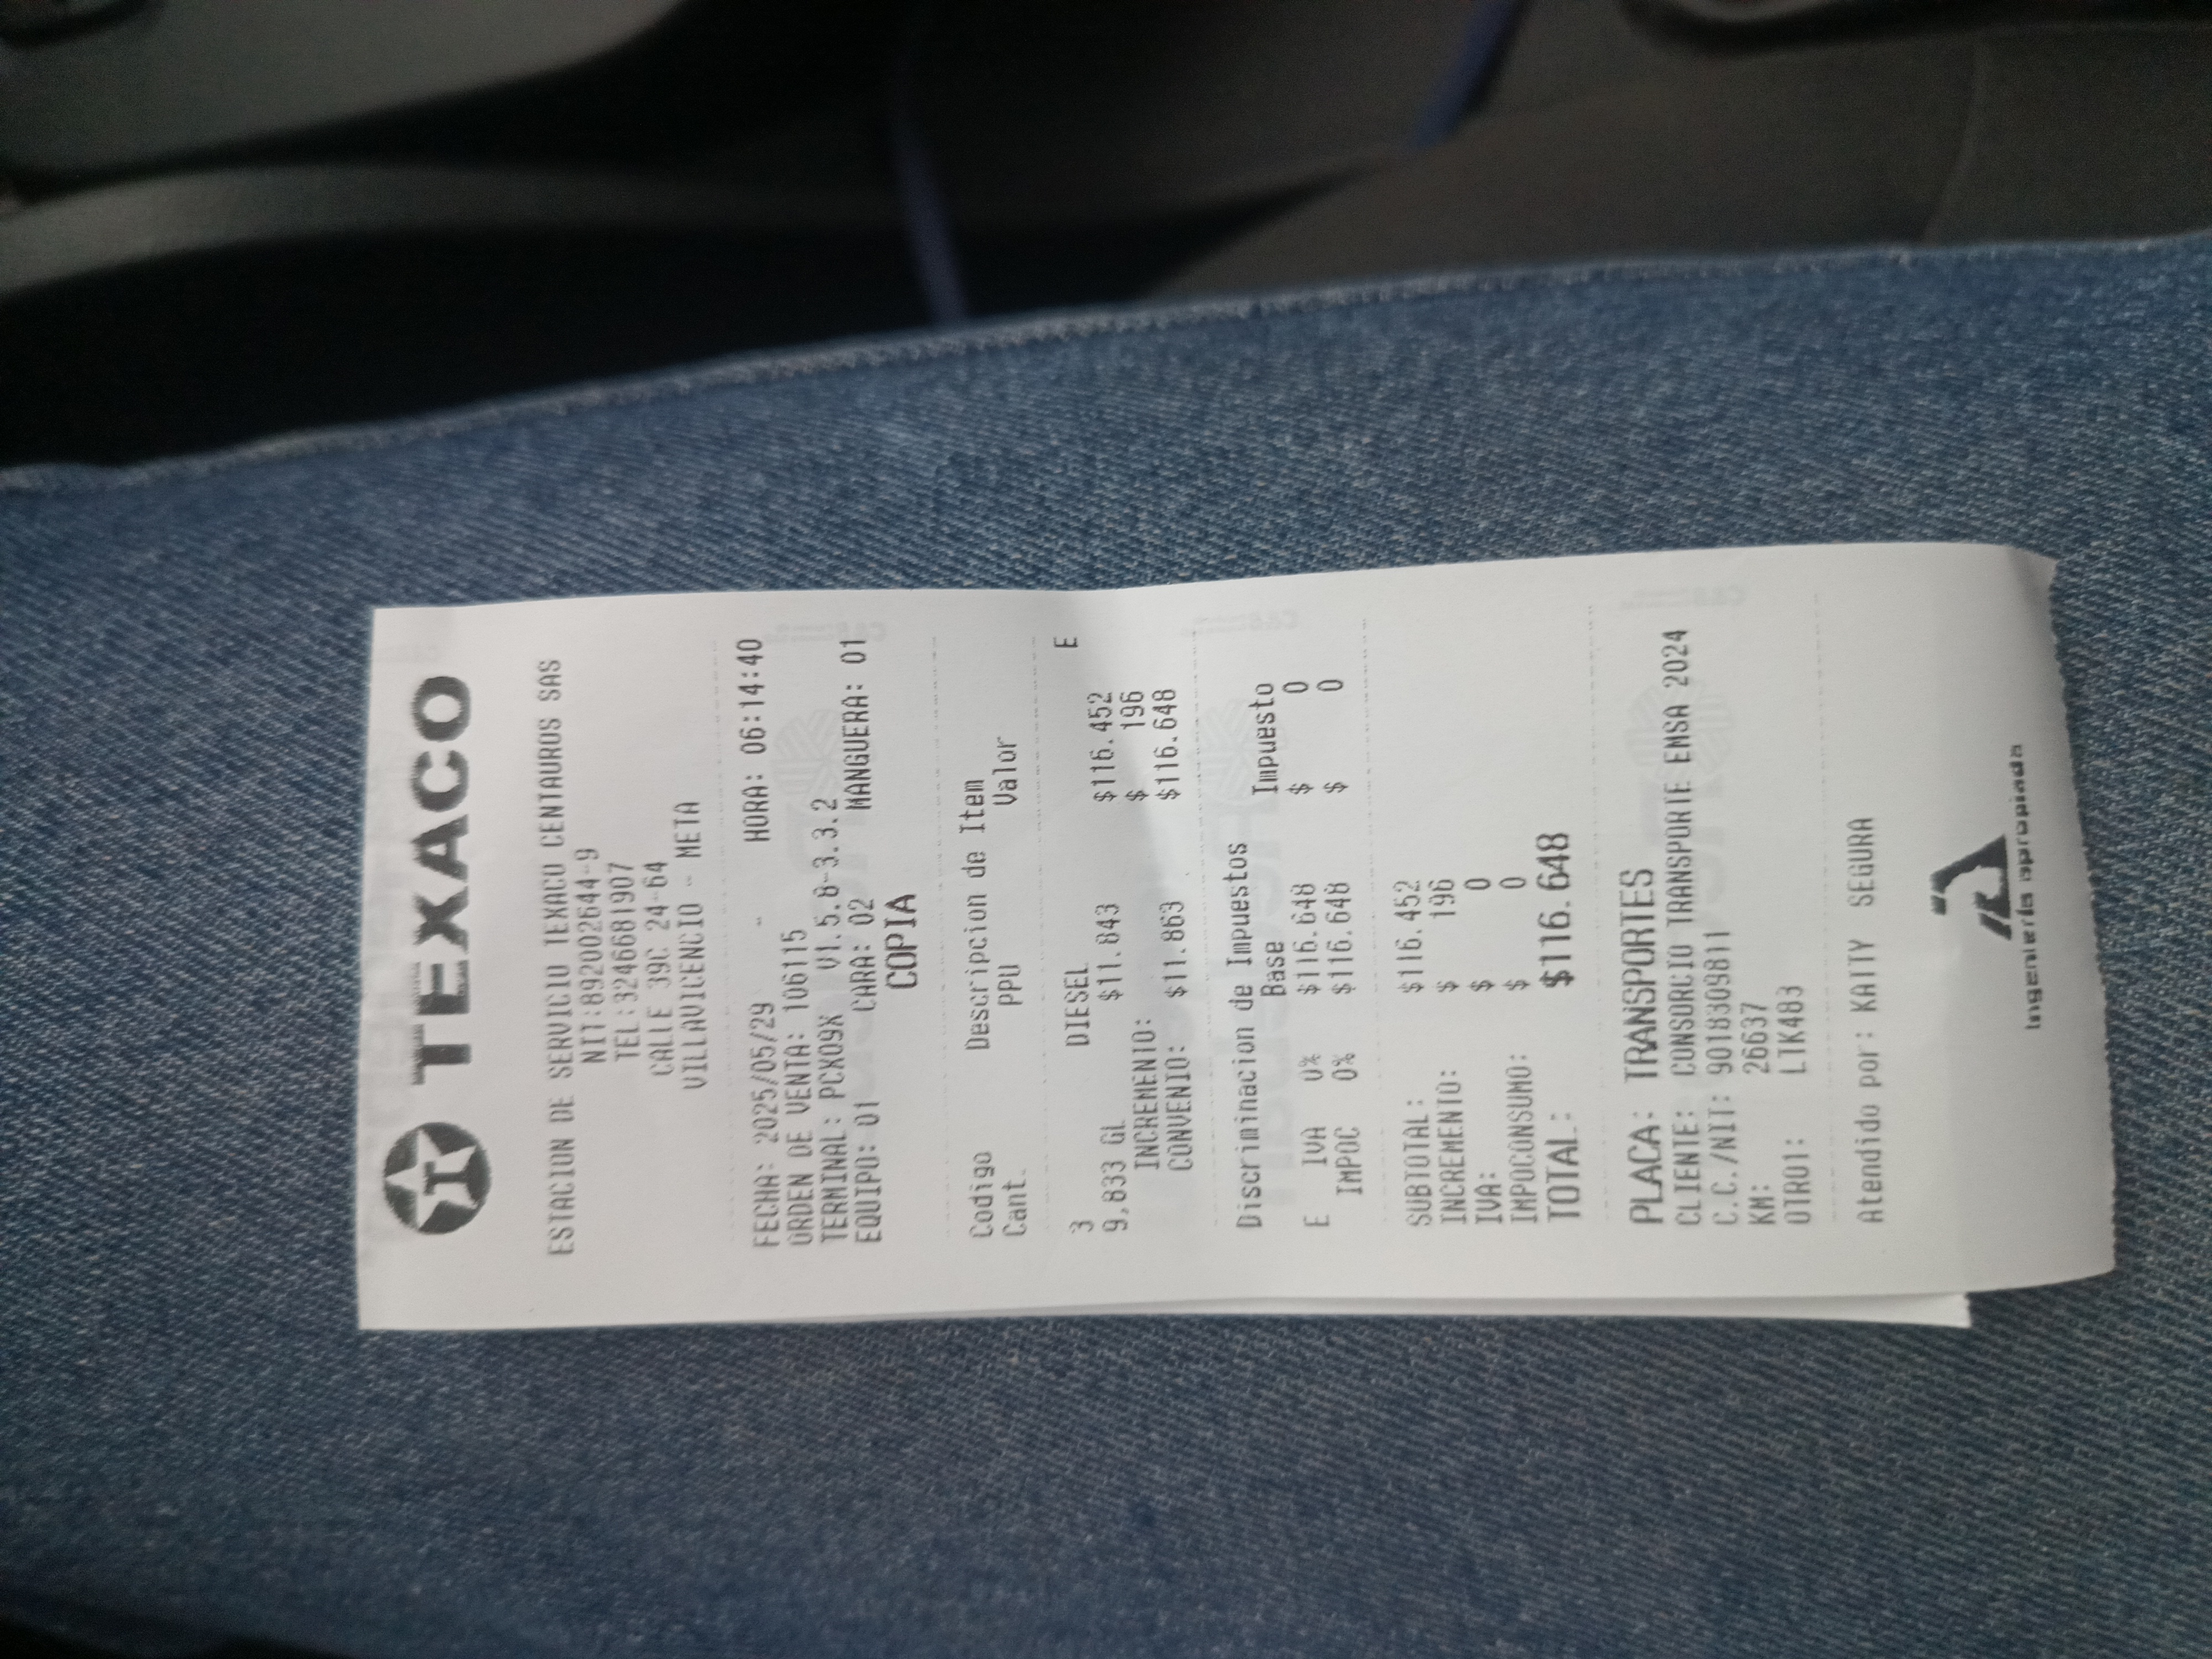 TEXACO
ESTACION DE SERVICIO TEXACO CENTAUROS SAS
NIT:892002644-9
TEL:3246681907
CALLE 39C 24-64
VILLAVICENCIO - META
FECHA: 2025/05/29 - HORA: 06:14:40
ORDEN DE VENTA: 106115
TERMINAL: PCX09X V1.5.8-3.3.2
EQUIPO: 01 CARA: 02 MANGUERA: 01
COPIA
Codigo Descripcion de Item
Cant. PPU Valor
3 DIESEL E
9,833 GL $11.843 $116.452
INCREMENTO: $ 196
CONVENIO: $11.863 $116.648
Discriminacion de Impuestos
Base Impuesto
E IVA 0% $116.648 $ 0
IMPOC 0% $116.648 $ 0
SUBTOTAL: $116.452
INCREMENTO: $ 196
IVA: $ 0
IMPOCONSUMO: $ 0
TOTAL: $116.648
PLACA: TRANSPORTES
CLIENTE: CONSORCIO TRANSPORTE EMSA 2024
C.C./NIT: 9018309811
KM: 26637
OTRO1: L1K483
Atendido por: KATTY SEGURA
Ingeniería apropiada